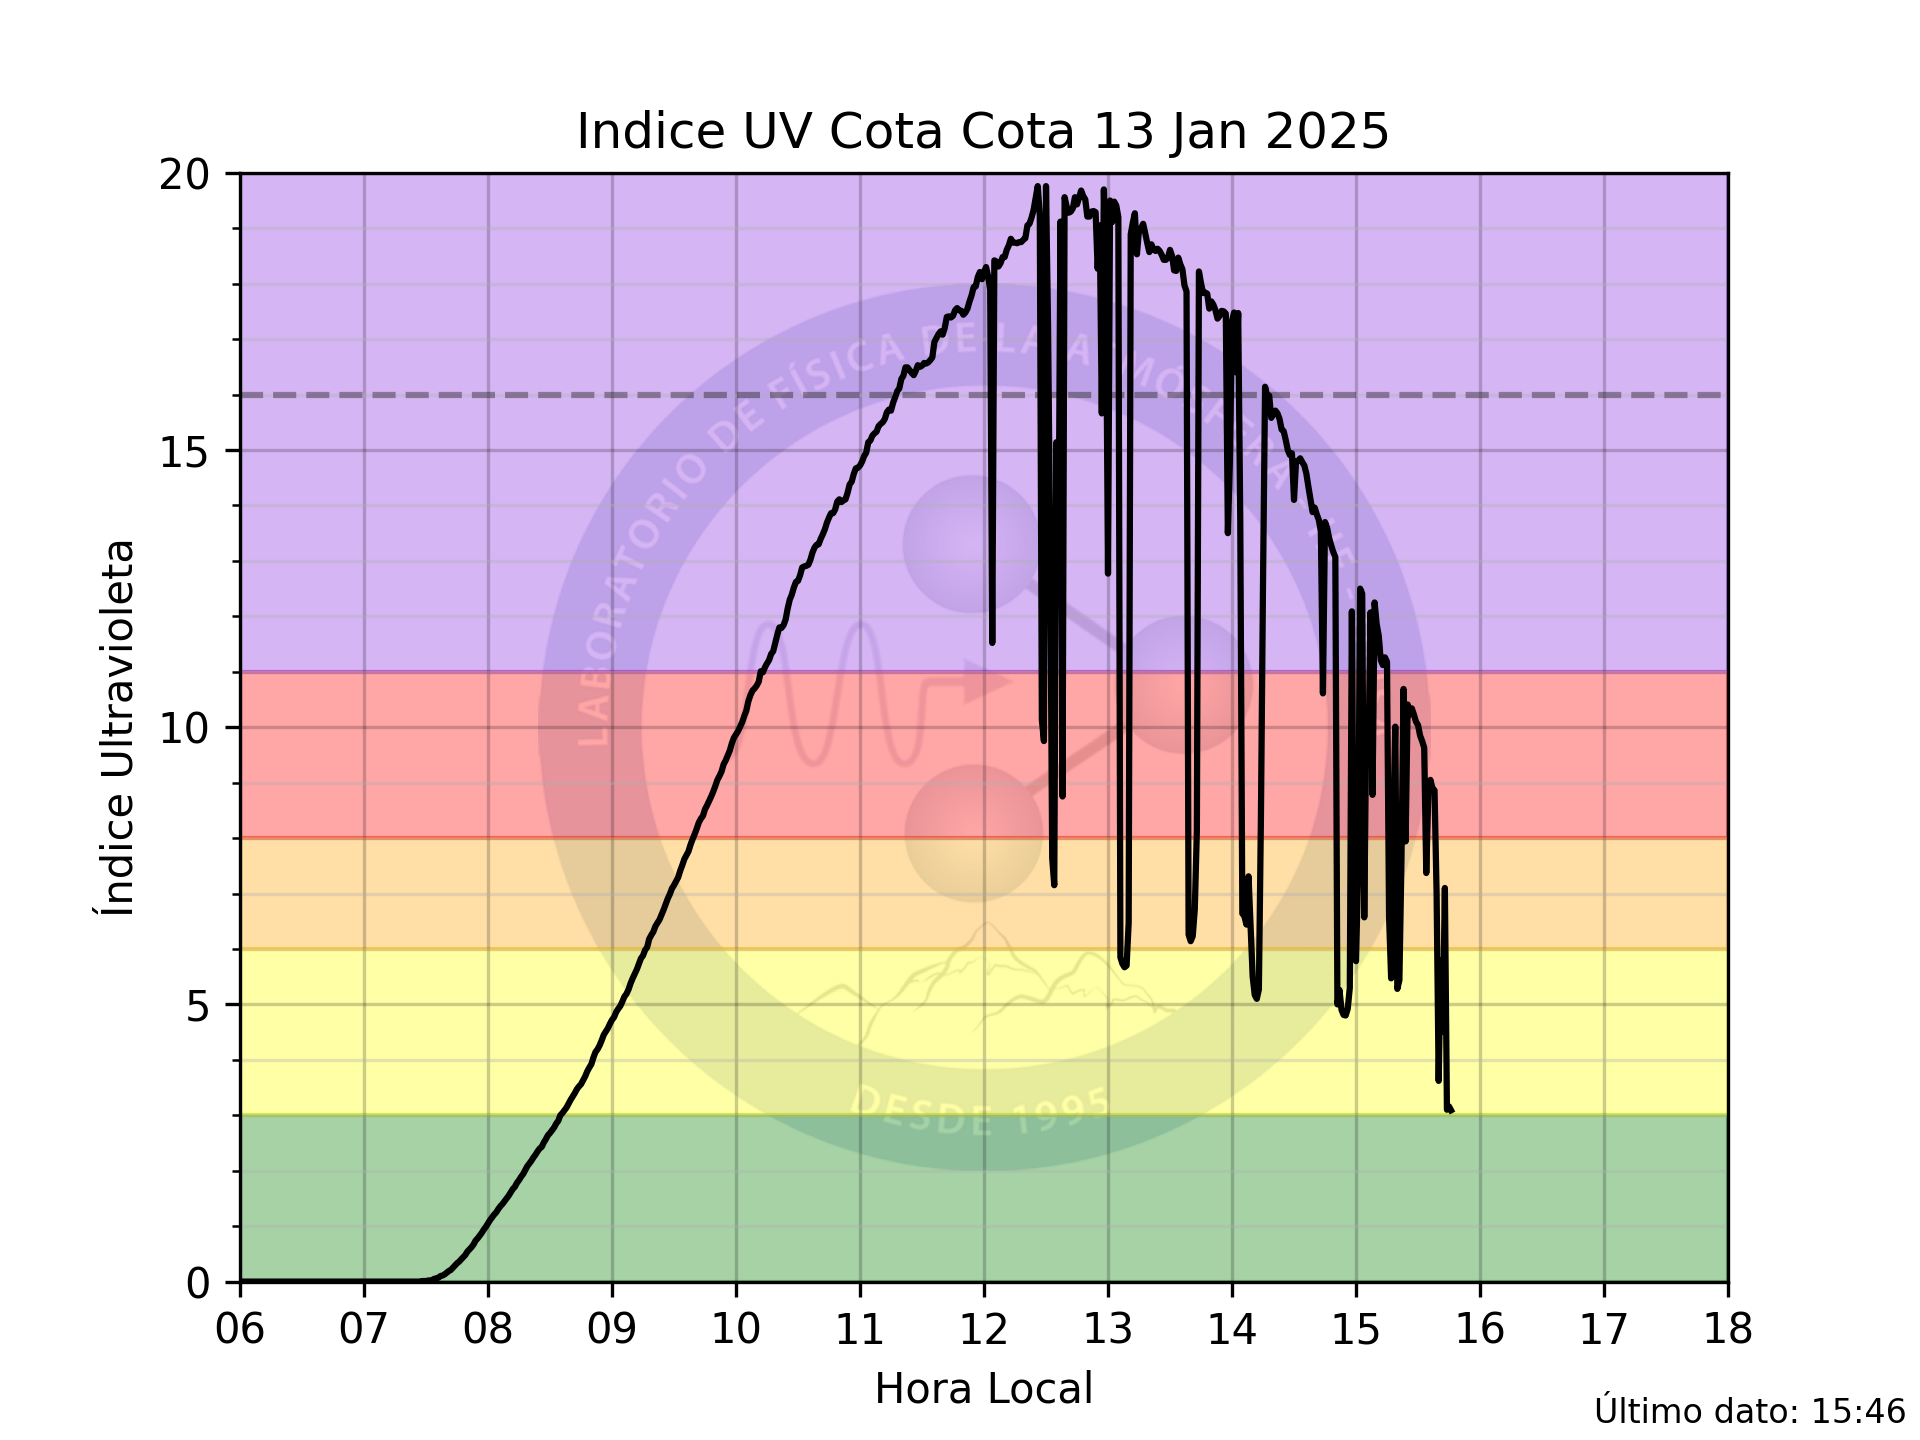 Indice UV Cota Cota 13 Jan 2025
20
15
10
5
0
Índice Ultravioleta
06 07 08 09 10 11 12 13 14 15 16 17 18
Hora Local
Último dato: 15:46
LABORATORIO DE FÍSICA DE LA ATMÓSFERA
DESDE 1995